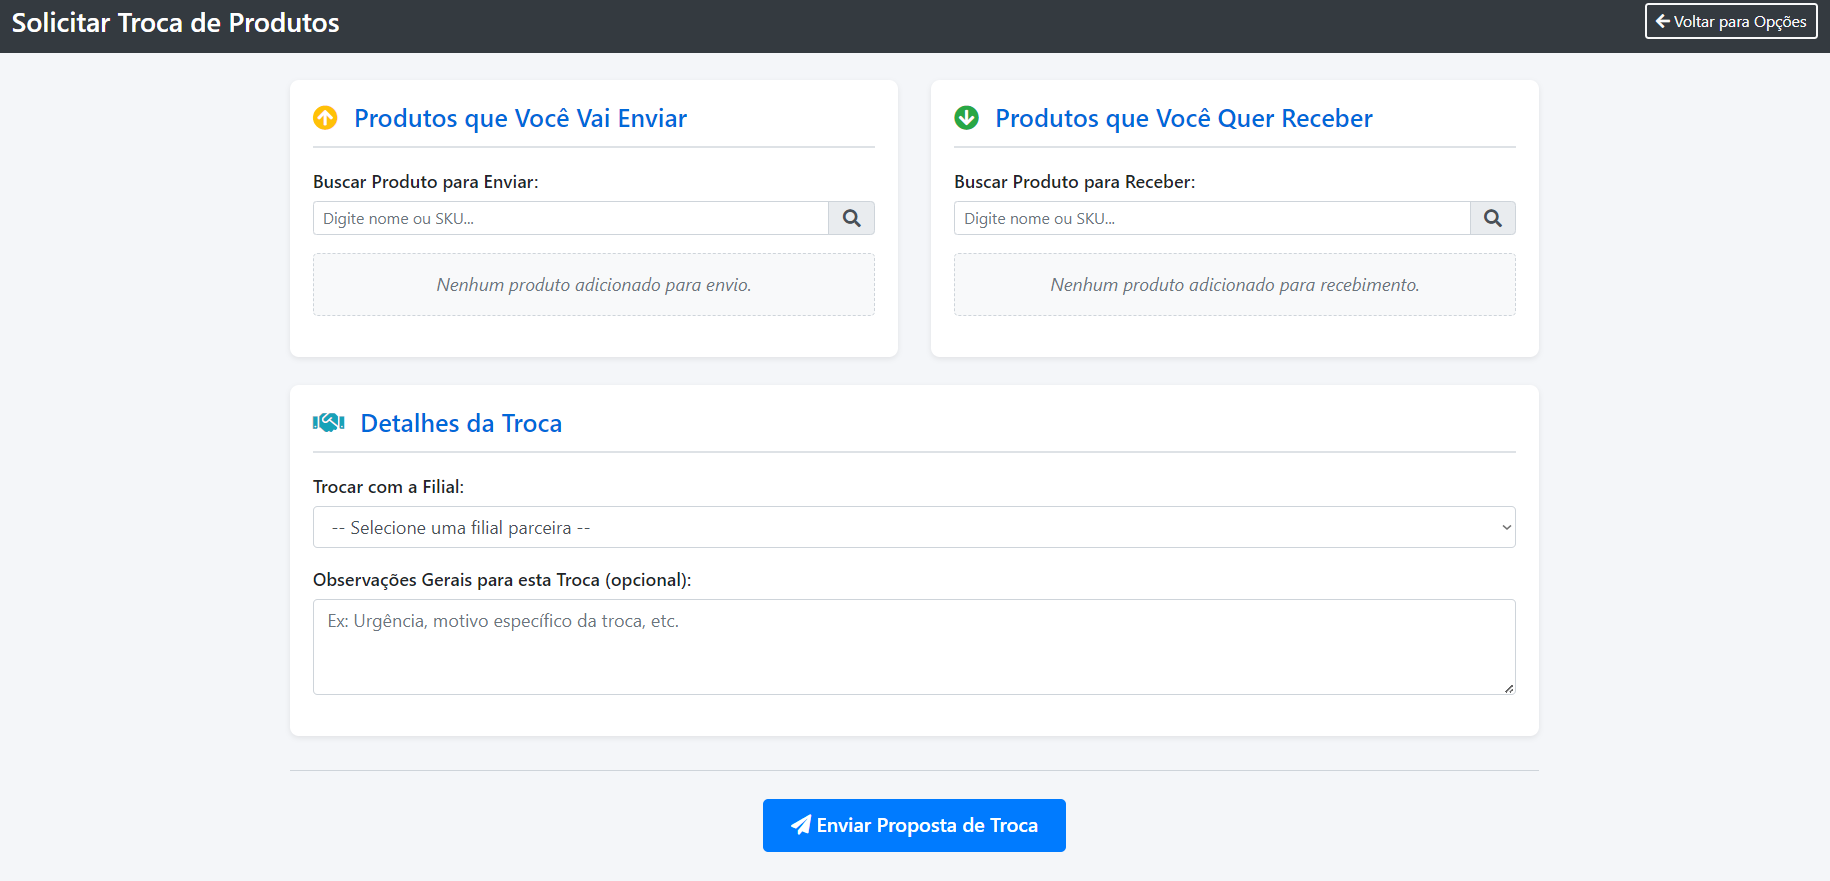 Solicitar Troca de Produtos
Voltar para Opções
Produtos que Você Vai Enviar
Buscar Produto para Enviar:
Digite nome ou SKU...
Nenhum produto adicionado para envio.
Produtos que Você Quer Receber
Buscar Produto para Receber:
Digite nome ou SKU...
Nenhum produto adicionado para recebimento.
Detalhes da Troca
Trocar com a Filial:
-- Selecione uma filial parceira --
Observações Gerais para esta Troca (opcional):
Ex: Urgência, motivo específico da troca, etc.
Enviar Proposta de Troca